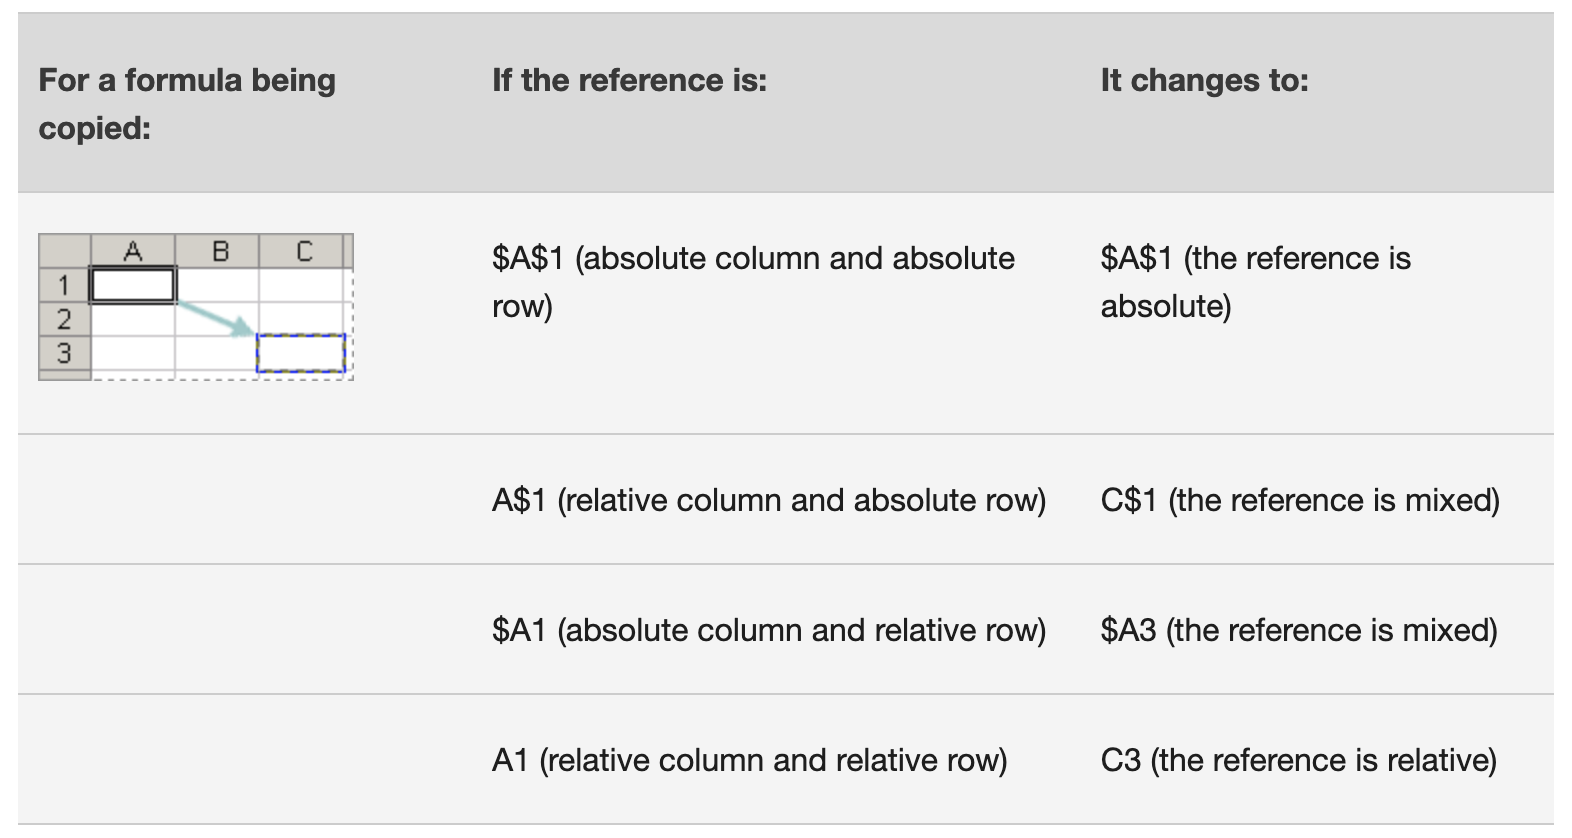 For a formula being
copied:
If the reference is:
It changes to:
A B C
1
2
3
$A$1 (absolute column and absolute
row)
$A$1 (the reference is
absolute)
A$1 (relative column and absolute row)
C$1 (the reference is mixed)
$A1 (absolute column and relative row)
$A3 (the reference is mixed)
A1 (relative column and relative row)
C3 (the reference is relative)